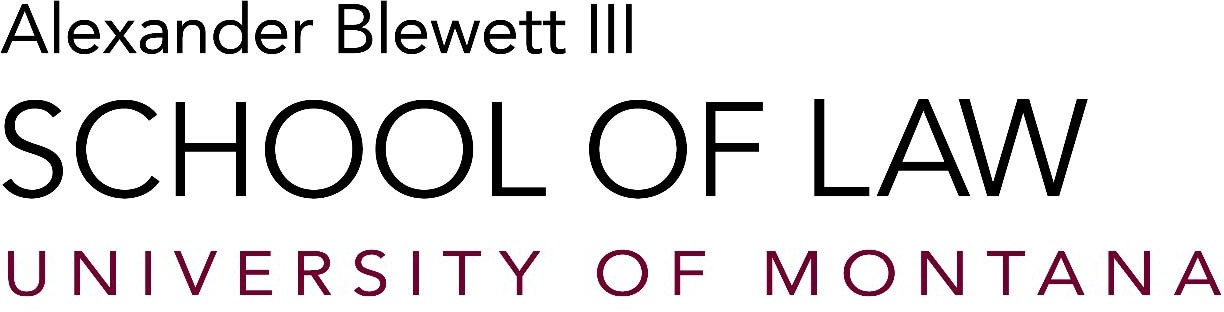 Alexander Blewett III
SCHOOL OF LAW
UNIVERSITY OF MONTANA